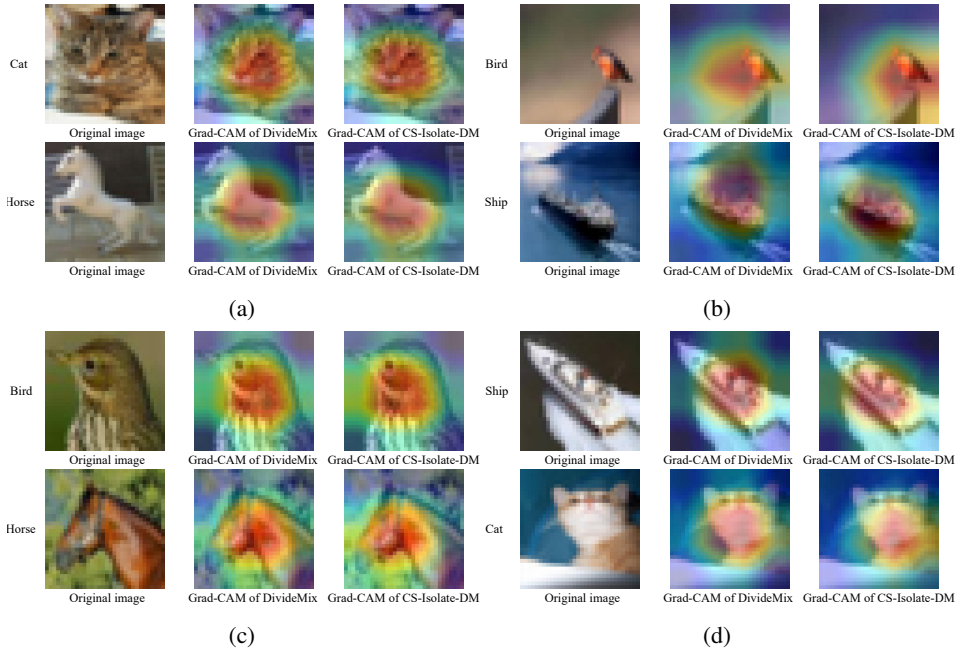 Cat
Original image
Grad-CAM of DivideMix
Grad-CAM of CS-Isolate-DM
Horse
Original image
Grad-CAM of DivideMix
Grad-CAM of CS-Isolate-DM
(a)
Bird
Original image
Grad-CAM of DivideMix
Grad-CAM of CS-Isolate-DM
Ship
Original image
Grad-CAM of DivideMix
Grad-CAM of CS-Isolate-DM
(b)
Bird
Original image
Grad-CAM of DivideMix
Grad-CAM of CS-Isolate-DM
Horse
Original image
Grad-CAM of DivideMix
Grad-CAM of CS-Isolate-DM
(c)
Ship
Original image
Grad-CAM of DivideMix
Grad-CAM of CS-Isolate-DM
Cat
Original image
Grad-CAM of DivideMix
Grad-CAM of CS-Isolate-DM
(d)